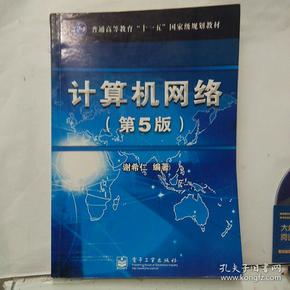 普通高等教育“十一五”国家级规划教材
计算机网络
（第5版）
谢希仁 编著
电子工业出版社
孔夫子旧书网